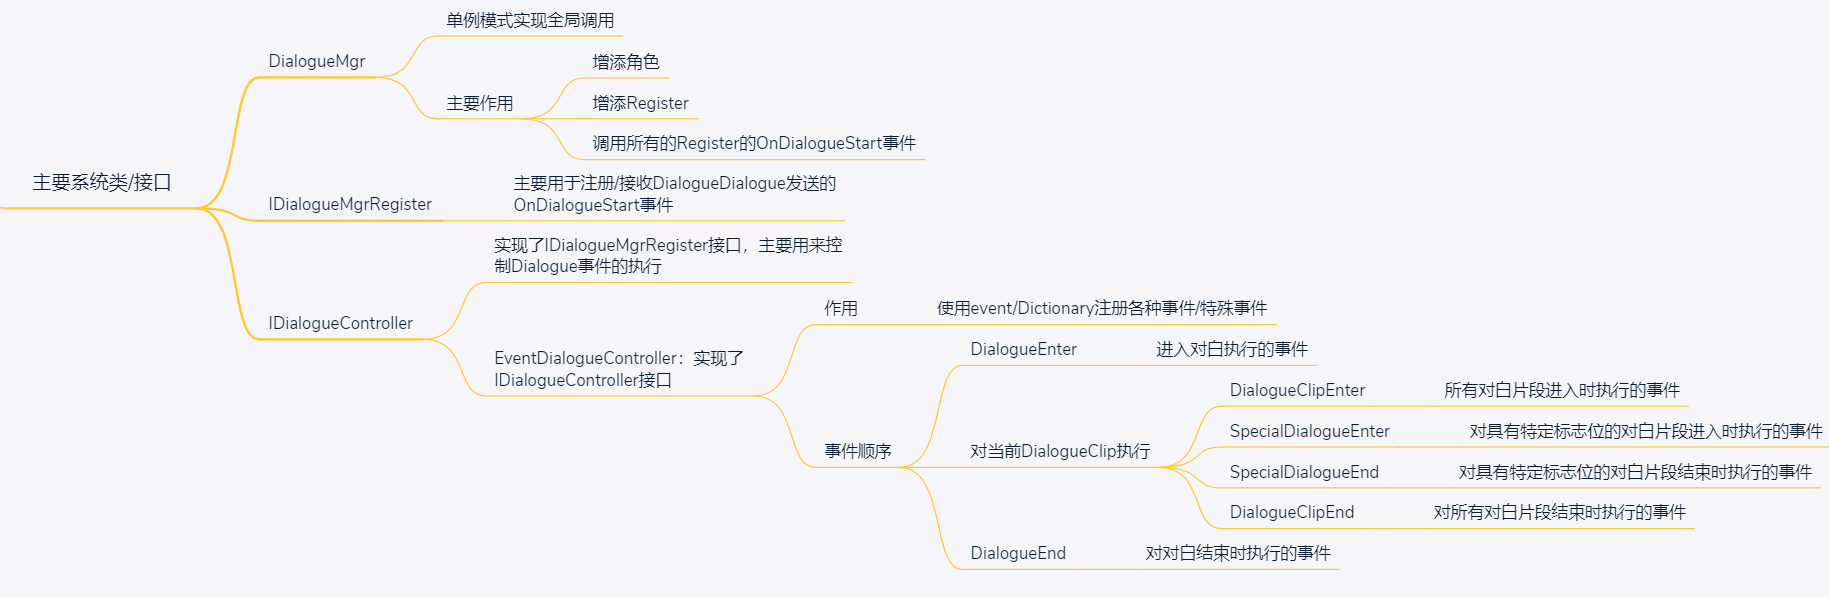 主要系统类/接口
DialogueMgr
单例模式实现全局调用
主要作用
增添角色
增添Register
调用所有的Register的OnDialogueStart事件
IDialogueMgrRegister
主要用于注册/接收DialogueDialogue发送的
OnDialogueStart事件
IDialogueController
实现了IDialogueMgrRegister接口，主要用来控
制Dialogue事件的执行
EventDialogueController：实现了
IDialogueController接口
作用
使用event/Dictionary注册各种事件/特殊事件
事件顺序
DialogueEnter
进入对白执行的事件
对当前DialogueClip执行
DialogueClipEnter
所有对白片段进入时执行的事件
SpecialDialogueEnter
对具有特定标志位的对白片段进入时执行的事件
SpecialDialogueEnd
对具有特定标志位的对白片段结束时执行的事件
DialogueClipEnd
对所有对白片段结束时执行的事件
DialogueEnd
对对白结束时执行的事件